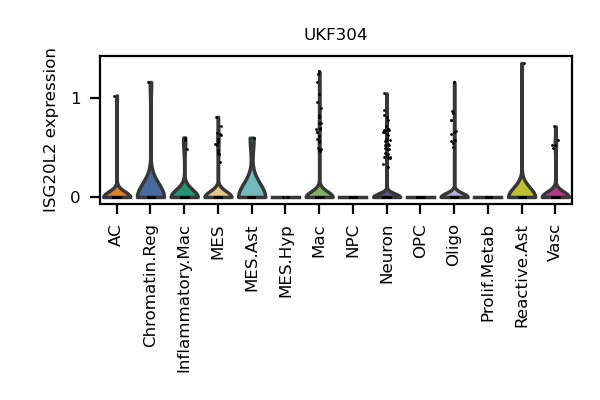 UKF304
ISG20L2 expression
1
0
AC
Chromatin.Reg
Inflammatory.Mac
MES
MES.Ast
MES.Hyp
Mac
NPC
Neuron
OPC
Oligo
Prolif.Metab
Reactive.Ast
Vasc